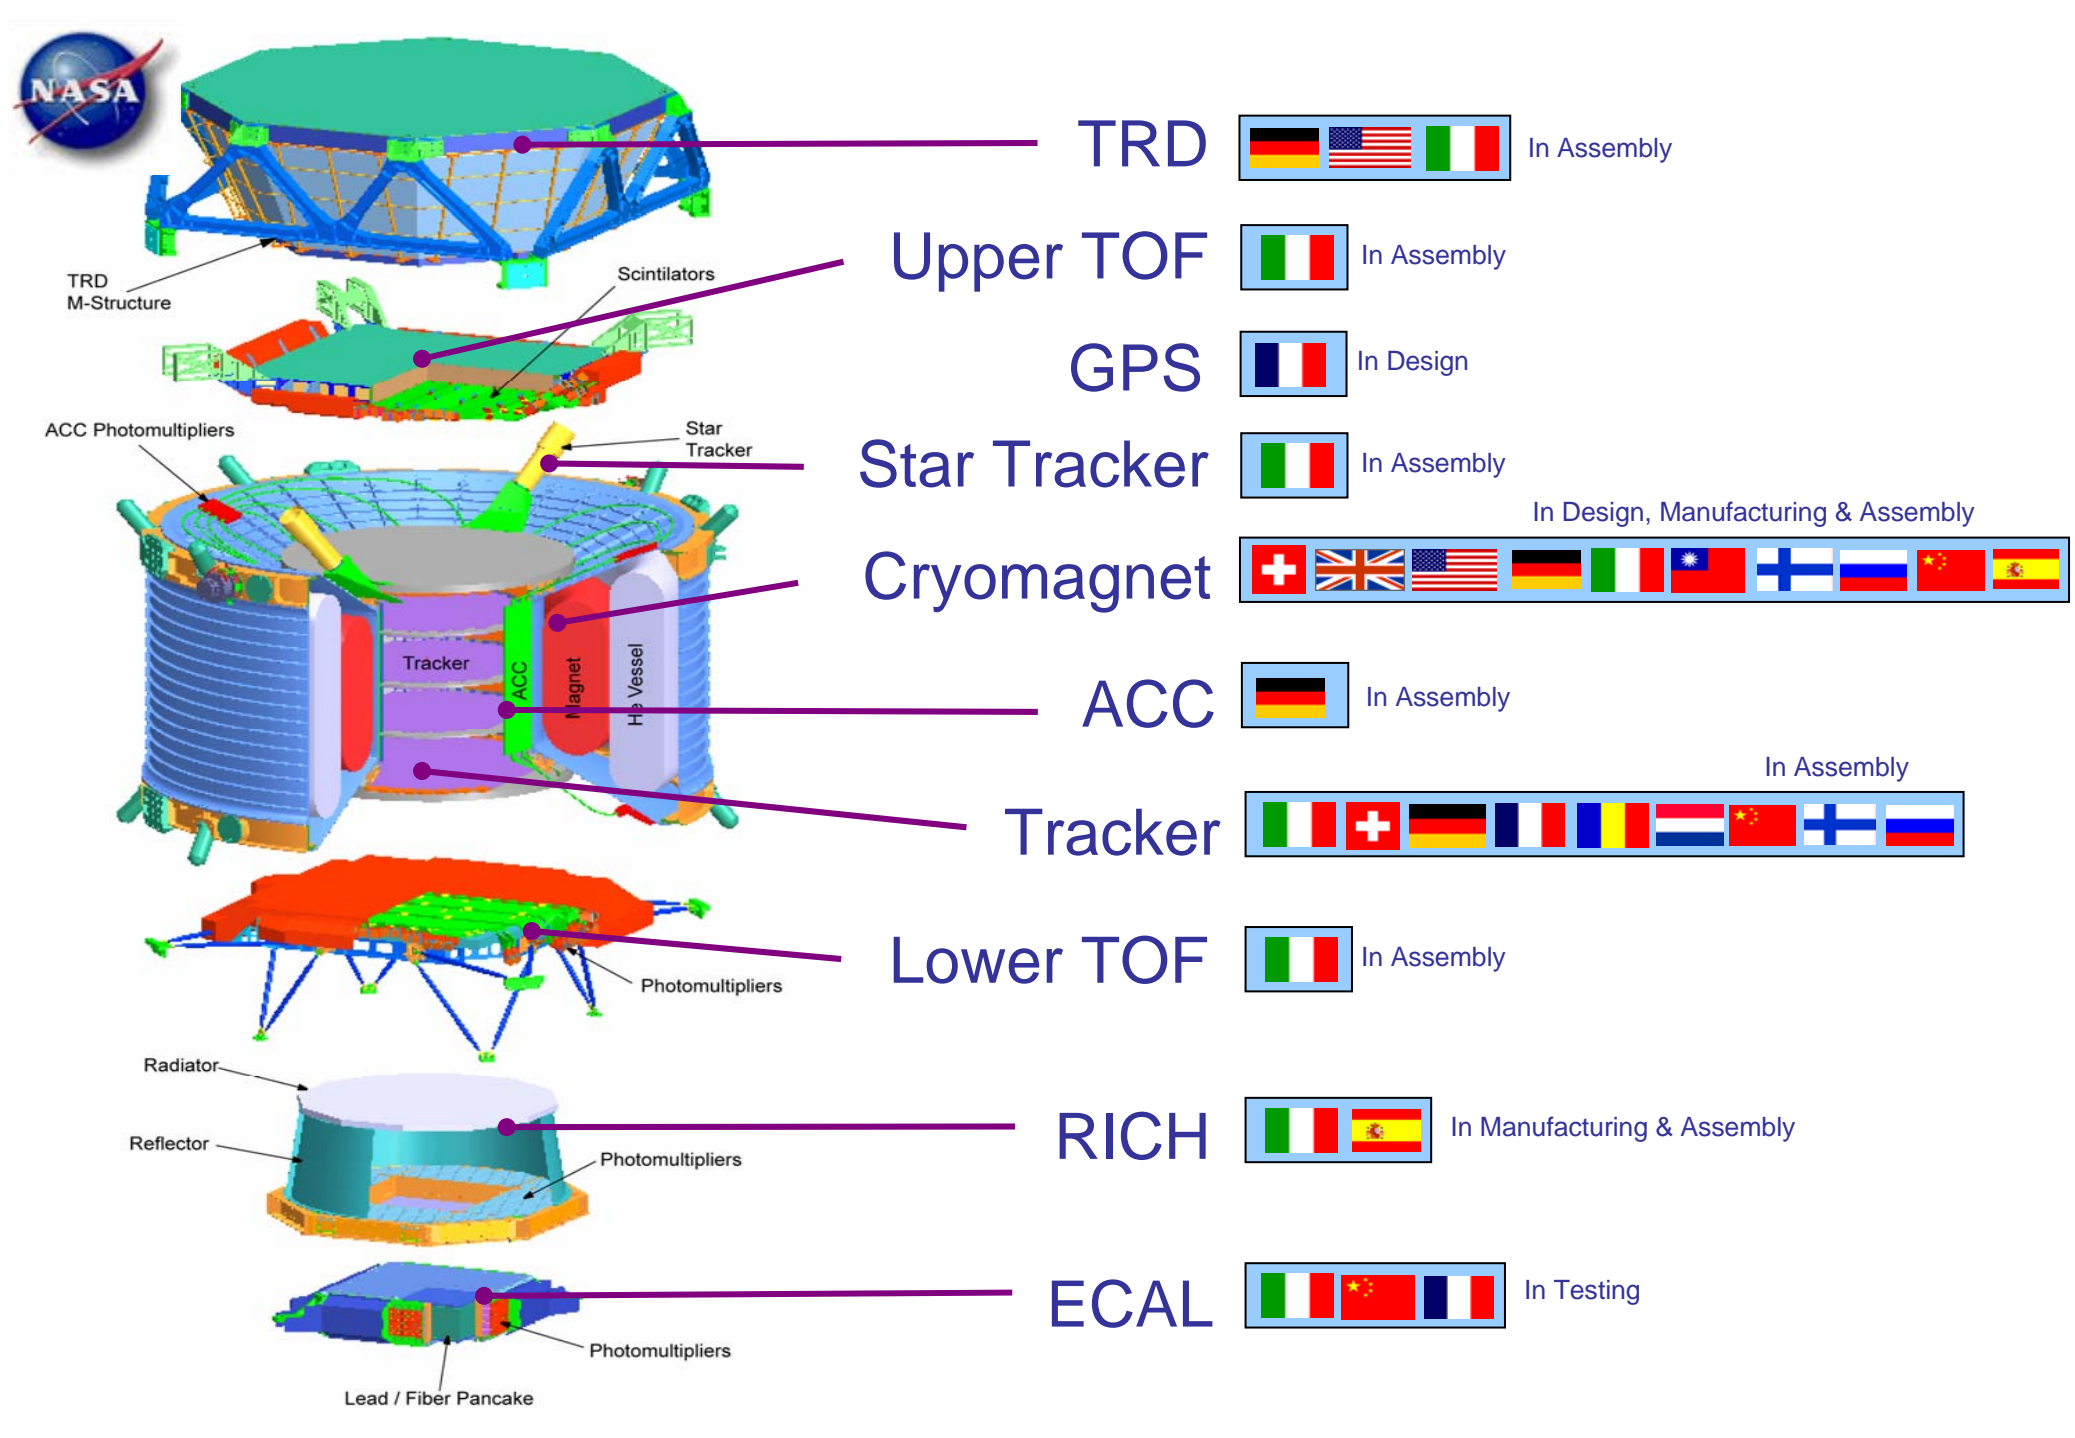 NASA
TRD
In Assembly
TRD
M-Structure
Upper TOF
In Assembly
Scintilators
GPS
In Design
ACC Photomultipliers
Star
Tracker
Star Tracker
In Assembly
In Design, Manufacturing & Assembly
Cryomagnet
Tracker
ACC
Magnet
He Vessel
ACC
In Assembly
In Assembly
Tracker
Lower TOF
In Assembly
Photomultipliers
Radiator
Reflector
Photomultipliers
RICH
In Manufacturing & Assembly
ECAL
In Testing
Photomultipliers
Lead / Fiber Pancake